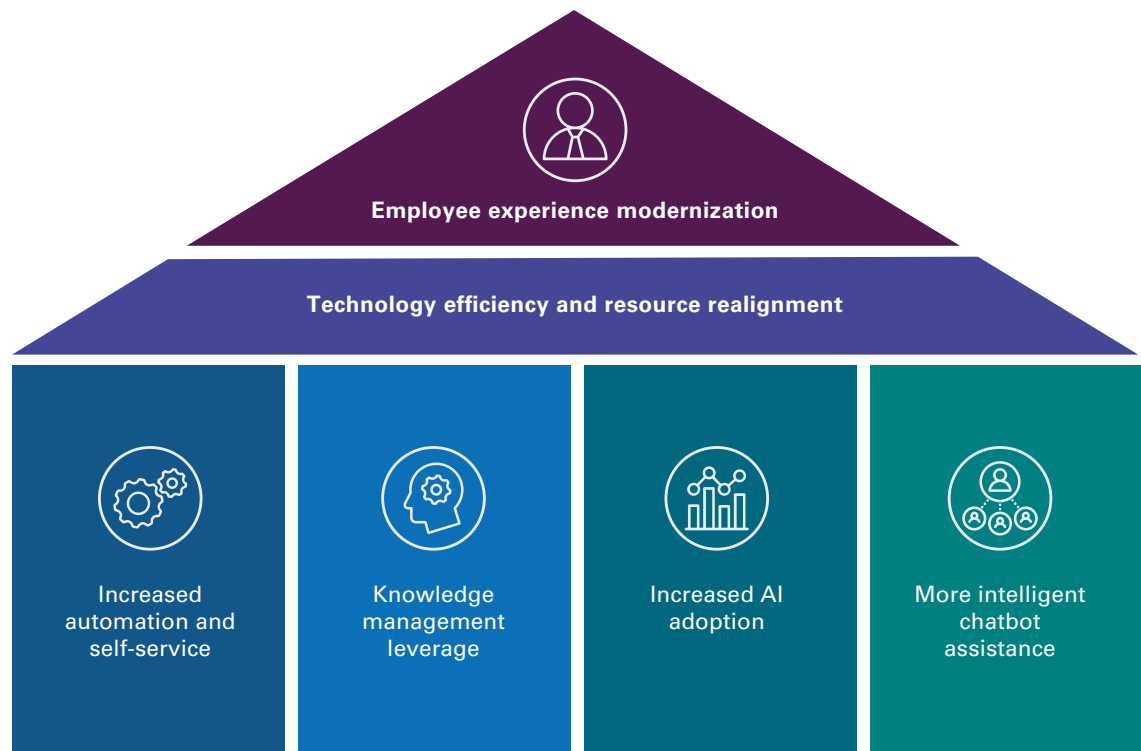 Employee experience modernization
Technology efficiency and resource realignment
Increased
automation and
self-service
Knowledge
management
leverage
Increased AI
adoption
More intelligent
chatbot
assistance